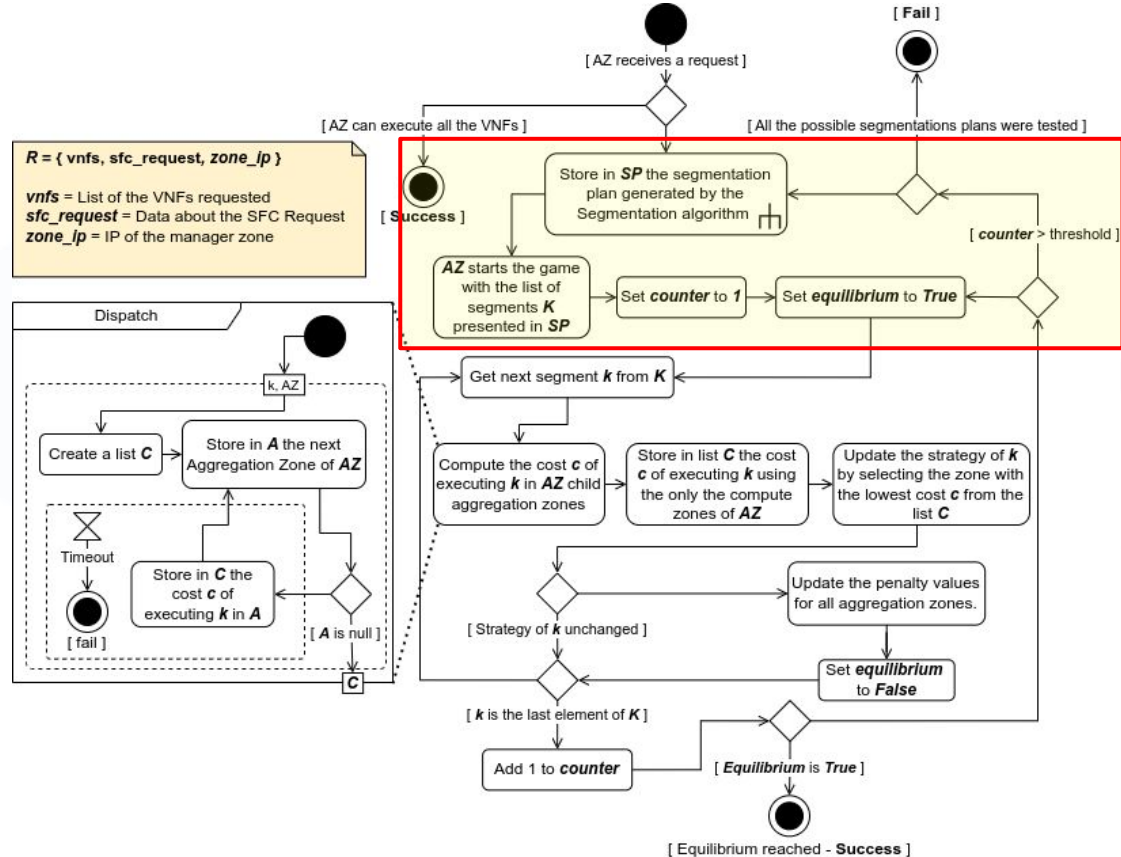 [ Fail ]
[ AZ receives a request ]
[ AZ can execute all the VNFs ]
[ All the possible segmentations plans were tested ]
R = { vnfs, sfc_request, zone_ip }
vnfs = List of the VNFs requested
sfc_request = Data about the SFC Request
zone_ip = IP of the manager zone
[ Success ]
Store in SP the segmentation
plan generated by the
Segmentation algorithm
[ counter > threshold ]
AZ starts the game
with the list of
segments K
presented in SP
Set counter to 1
Set equilibrium to True
Dispatch
k, AZ
Create a list C
Store in A the next
Aggregation Zone of AZ
Timeout
[ fail ]
Store in C the
cost c of
executing k in A
[ A is null ]
C
Get next segment k from K
Compute the cost c of
executing k in AZ child
aggregation zones
Store in list C the cost
c of executing k using
the only the compute
zones of AZ
Update the strategy of k
by selecting the zone with
the lowest cost c from the
list C
Update the penalty values
for all aggregation zones.
[ Strategy of k unchanged ]
Set equilibrium
to False
[ k is the last element of K ]
Add 1 to counter
[ Equilibrium is True ]
[ Equilibrium reached - Success ]